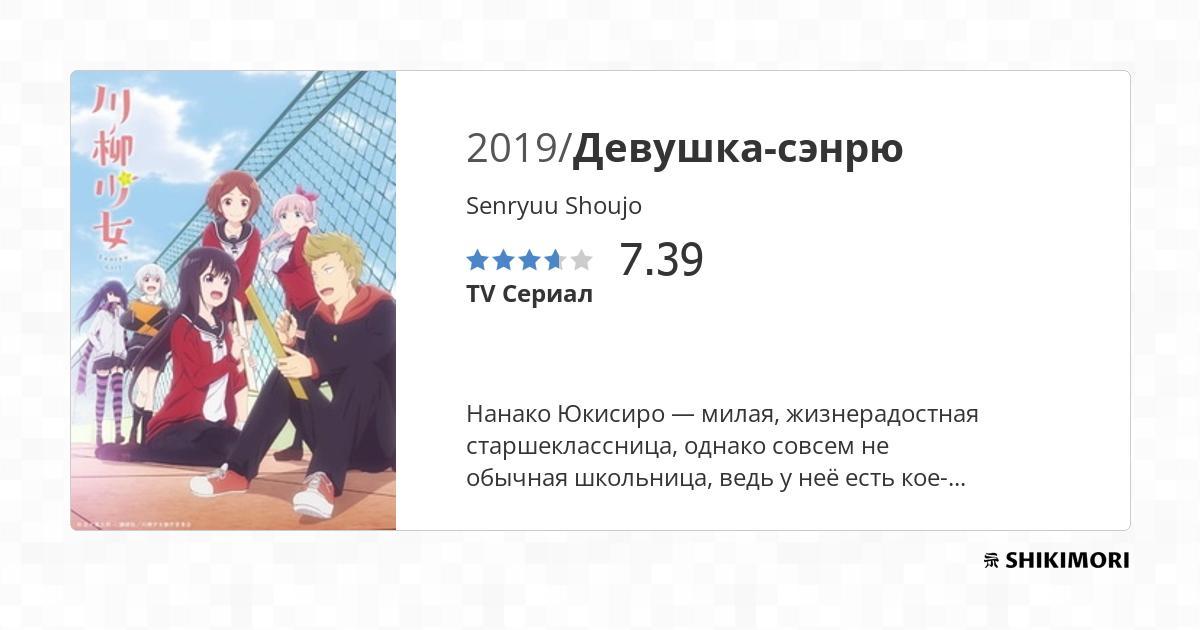 川柳少女
Senryu
Girl
2019/Девушка-сэнрю
Senryuu Shoujo
7.39
TV Сериал
Нанако Юкисиро — милая, жизнерадостная
старшеклассница, однако совсем не
обычная школьница, ведь у неё есть кое-...
SHIKIMORI